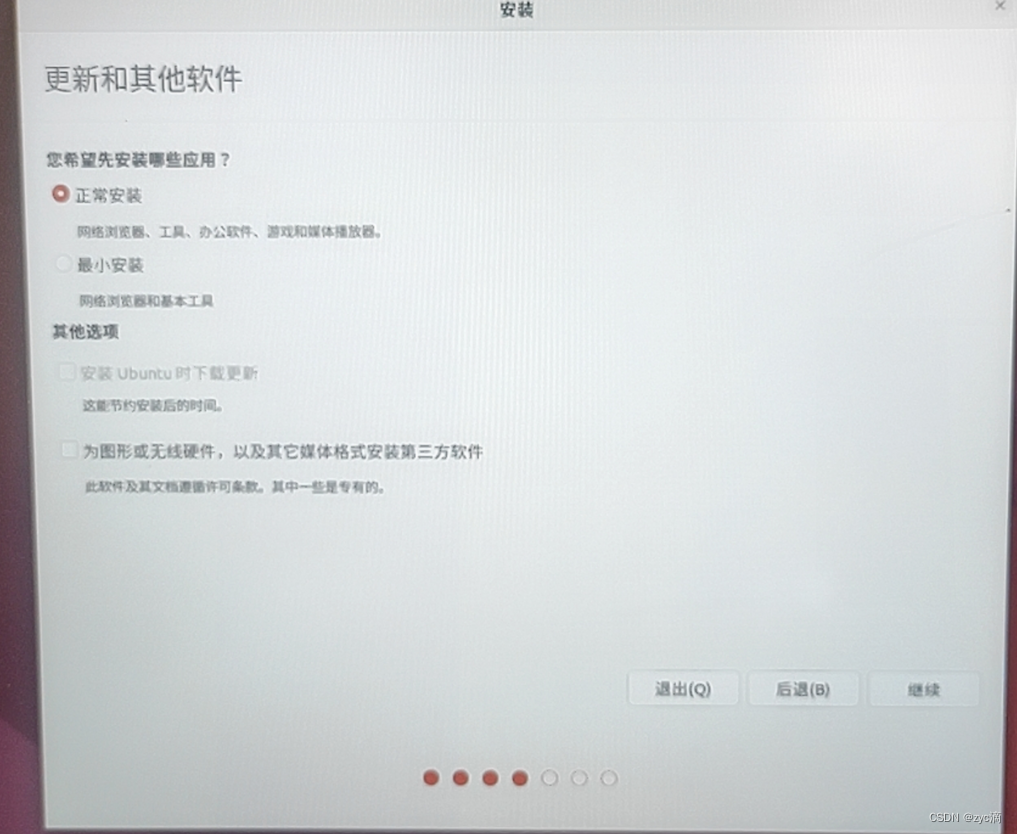 安装
更新和其他软件
您希望先安装哪些应用？
正常安装
网络浏览器、工具、办公软件、游戏和媒体播放器。
最小安装
网络浏览器和基本工具
其他选项
安装 Ubuntu 时下载更新
这能节约安装后的时间。
为图形或无线硬件，以及其它媒体格式安装第三方软件
此软件及其文档遵循许可条款。其中一些是专有的。
退出(Q) 后退(B) 继续
CSDN @zyc滴